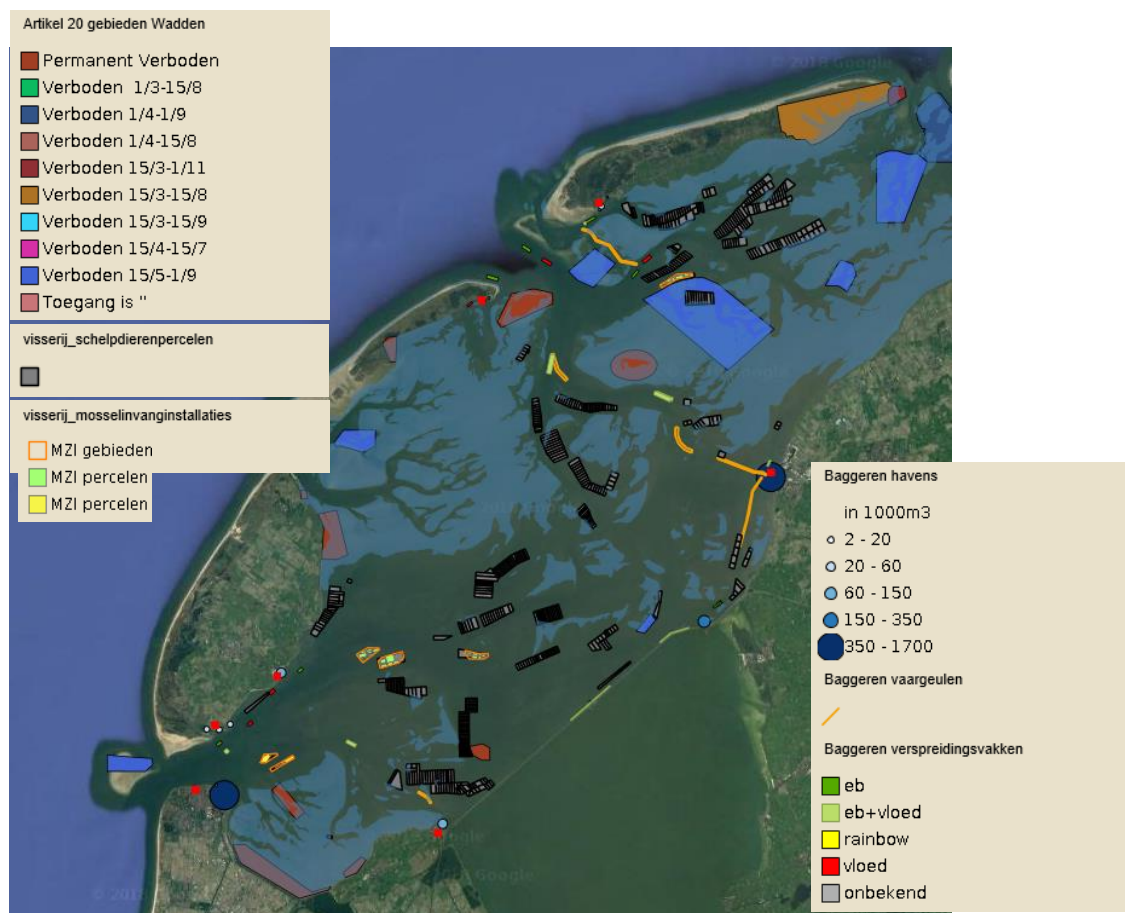 Artikel 20 gebieden Wadden
Permanent Verboden
Verboden 1/3-15/8
Verboden 1/4-1/9
Verboden 1/4-15/8
Verboden 15/3-1/11
Verboden 15/3-15/8
Verboden 15/3-15/9
Verboden 15/4-15/7
Verboden 15/5-1/9
Toegang is "
visserij_schelpdierenpercelen
visserij_mosselinvanginstallaties
MZI gebieden
MZI percelen
MZI percelen
© 2018 Google
Baggeren havens
in 1000m3
2 - 20
20 - 60
60 - 150
150 - 350
350 - 1700
Baggeren vaargeulen
Baggeren verspreidingsvakken
eb
eb+vloed
rainbow
vloed
onbekend